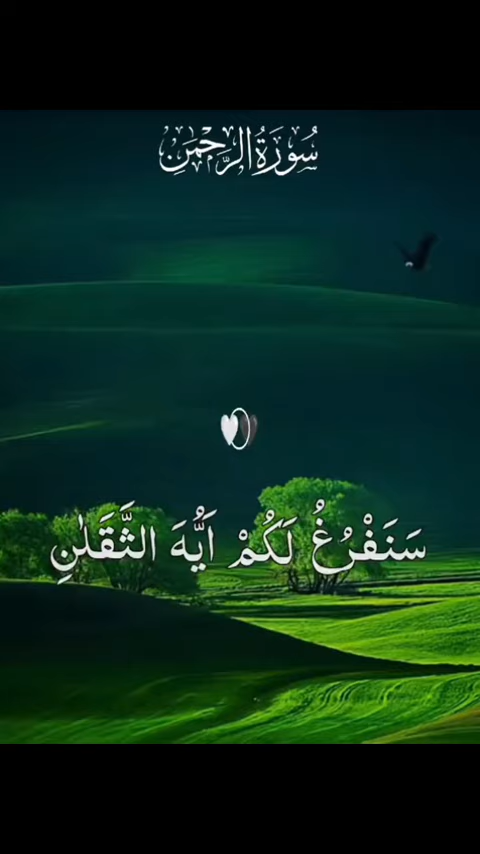 سُورَةُ الرَّحْمٰنِ
سَنَفْرُغُ لَكُمْ اَيُّهَ الثَّقَلٰنِ